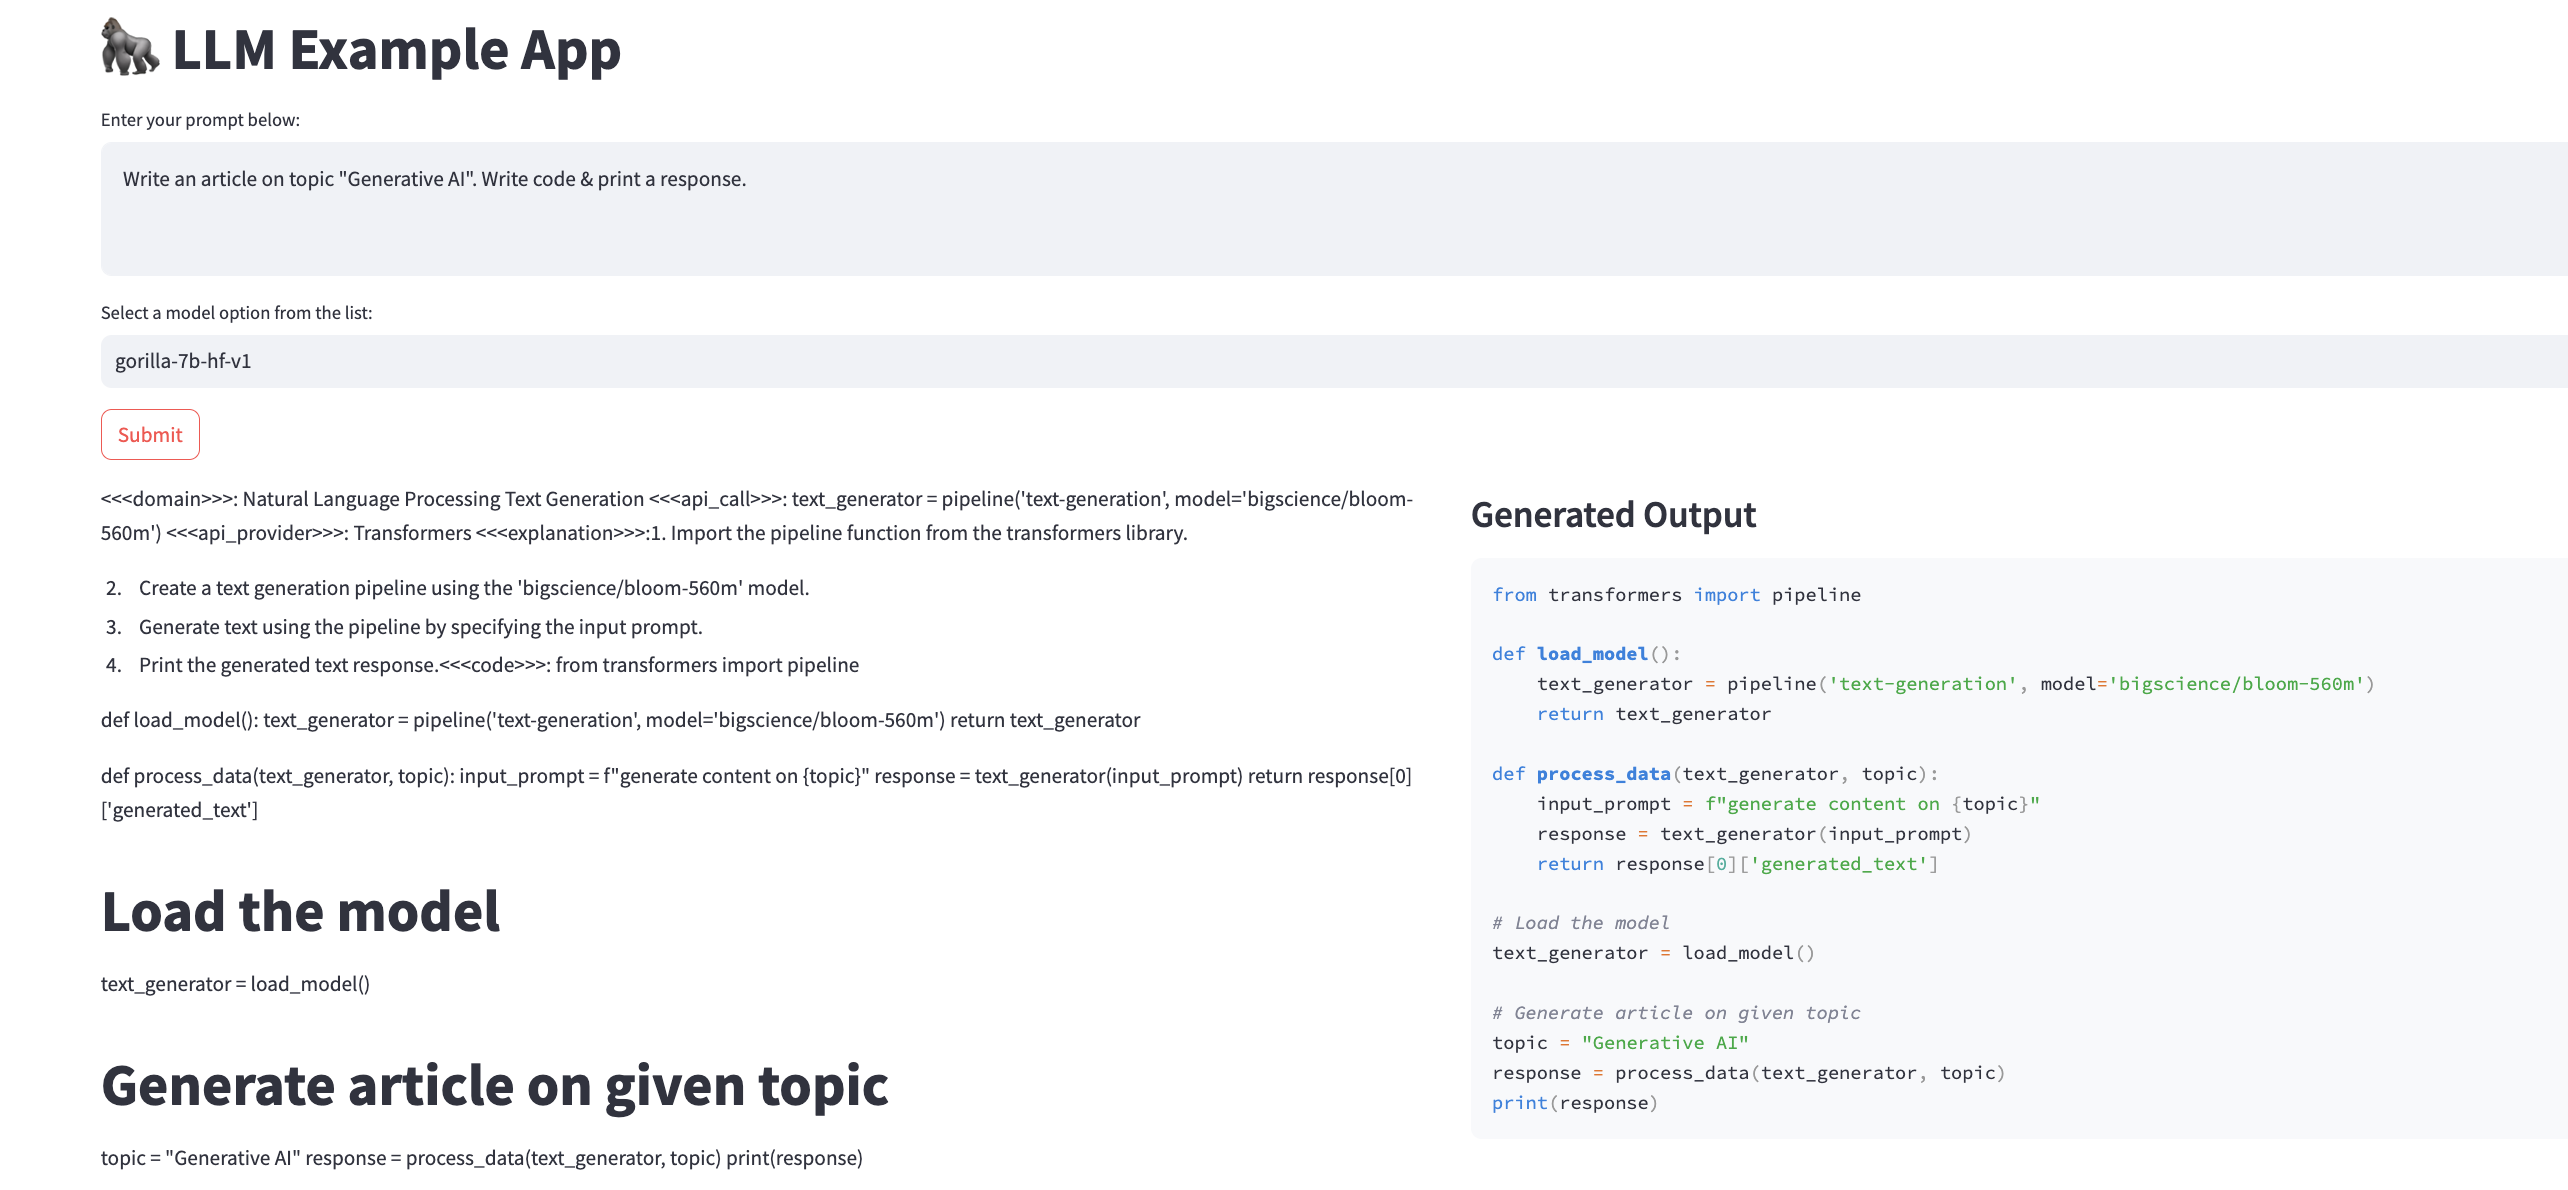 🦍 LLM Example App
Enter your prompt below:
Write an article on topic "Generative AI". Write code & print a response.
Select a model option from the list:
gorilla-7b-hf-v1
Submit
<<<domain>>>: Natural Language Processing Text Generation <<<api_call>>>: text_generator = pipeline('text-generation', model='bigscience/bloom-
560m') <<<api_provider>>>: Transformers <<<explanation>>>:1. Import the pipeline function from the transformers library.
2. Create a text generation pipeline using the 'bigscience/bloom-560m' model.
3. Generate text using the pipeline by specifying the input prompt.
4. Print the generated text response.<<<code>>>: from transformers import pipeline
def load_model(): text_generator = pipeline('text-generation', model='bigscience/bloom-560m') return text_generator
def process_data(text_generator, topic): input_prompt = f"generate content on {topic}" response = text_generator(input_prompt) return response[0]
['generated_text']
Load the model
text_generator = load_model()
Generate article on given topic
topic = "Generative AI" response = process_data(text_generator, topic) print(response)
Generated Output
from transformers import pipeline
def load_model():
    text_generator = pipeline('text-generation', model='bigscience/bloom-560m')
    return text_generator
def process_data(text_generator, topic):
    input_prompt = f"generate content on {topic}"
    response = text_generator(input_prompt)
    return response[0]['generated_text']
# Load the model
text_generator = load_model()
# Generate article on given topic
topic = "Generative AI"
response = process_data(text_generator, topic)
print(response)